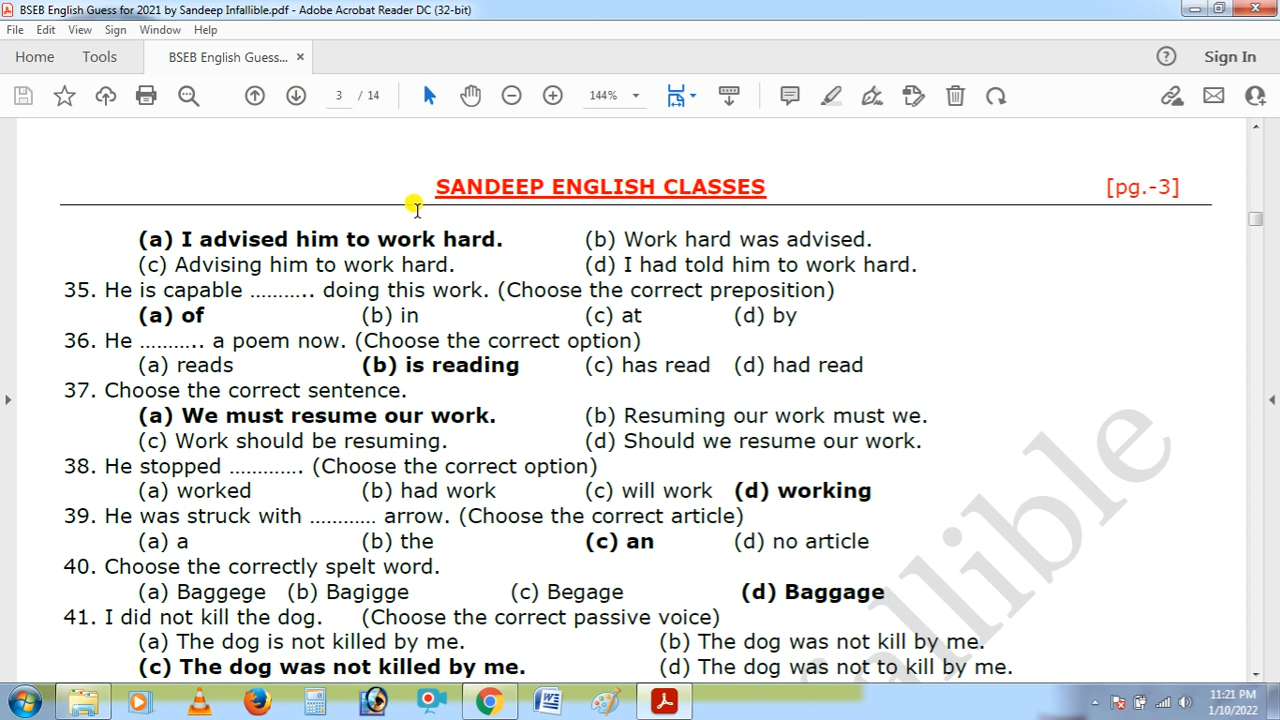 BSEB English Guess for 2021 by Sandeep Infallible.pdf - Adobe Acrobat Reader DC (32-bit)
File Edit View Sign Window Help
Home Tools BSEB English Guess... × Sign In
3 / 14 144%
SANDEEP ENGLISH CLASSES [pg.-3]
(a) I advised him to work hard. (b) Work hard was advised.
(c) Advising him to work hard. (d) I had told him to work hard.
35. He is capable ……….. doing this work. (Choose the correct preposition)
(a) of (b) in (c) at (d) by
36. He ……….. a poem now. (Choose the correct option)
(a) reads (b) is reading (c) has read (d) had read
37. Choose the correct sentence.
(a) We must resume our work. (b) Resuming our work must we.
(c) Work should be resuming. (d) Should we resume our work.
38. He stopped …………. (Choose the correct option)
(a) worked (b) had work (c) will work (d) working
39. He was struck with ………… arrow. (Choose the correct article)
(a) a (b) the (c) an (d) no article
40. Choose the correctly spelt word.
(a) Baggege (b) Bagigge (c) Begage (d) Baggage
41. I did not kill the dog. (Choose the correct passive voice)
(a) The dog is not killed by me. (b) The dog was not kill by me.
(c) The dog was not killed by me. (d) The dog was not to kill by me.
11:21 PM
1/10/2022